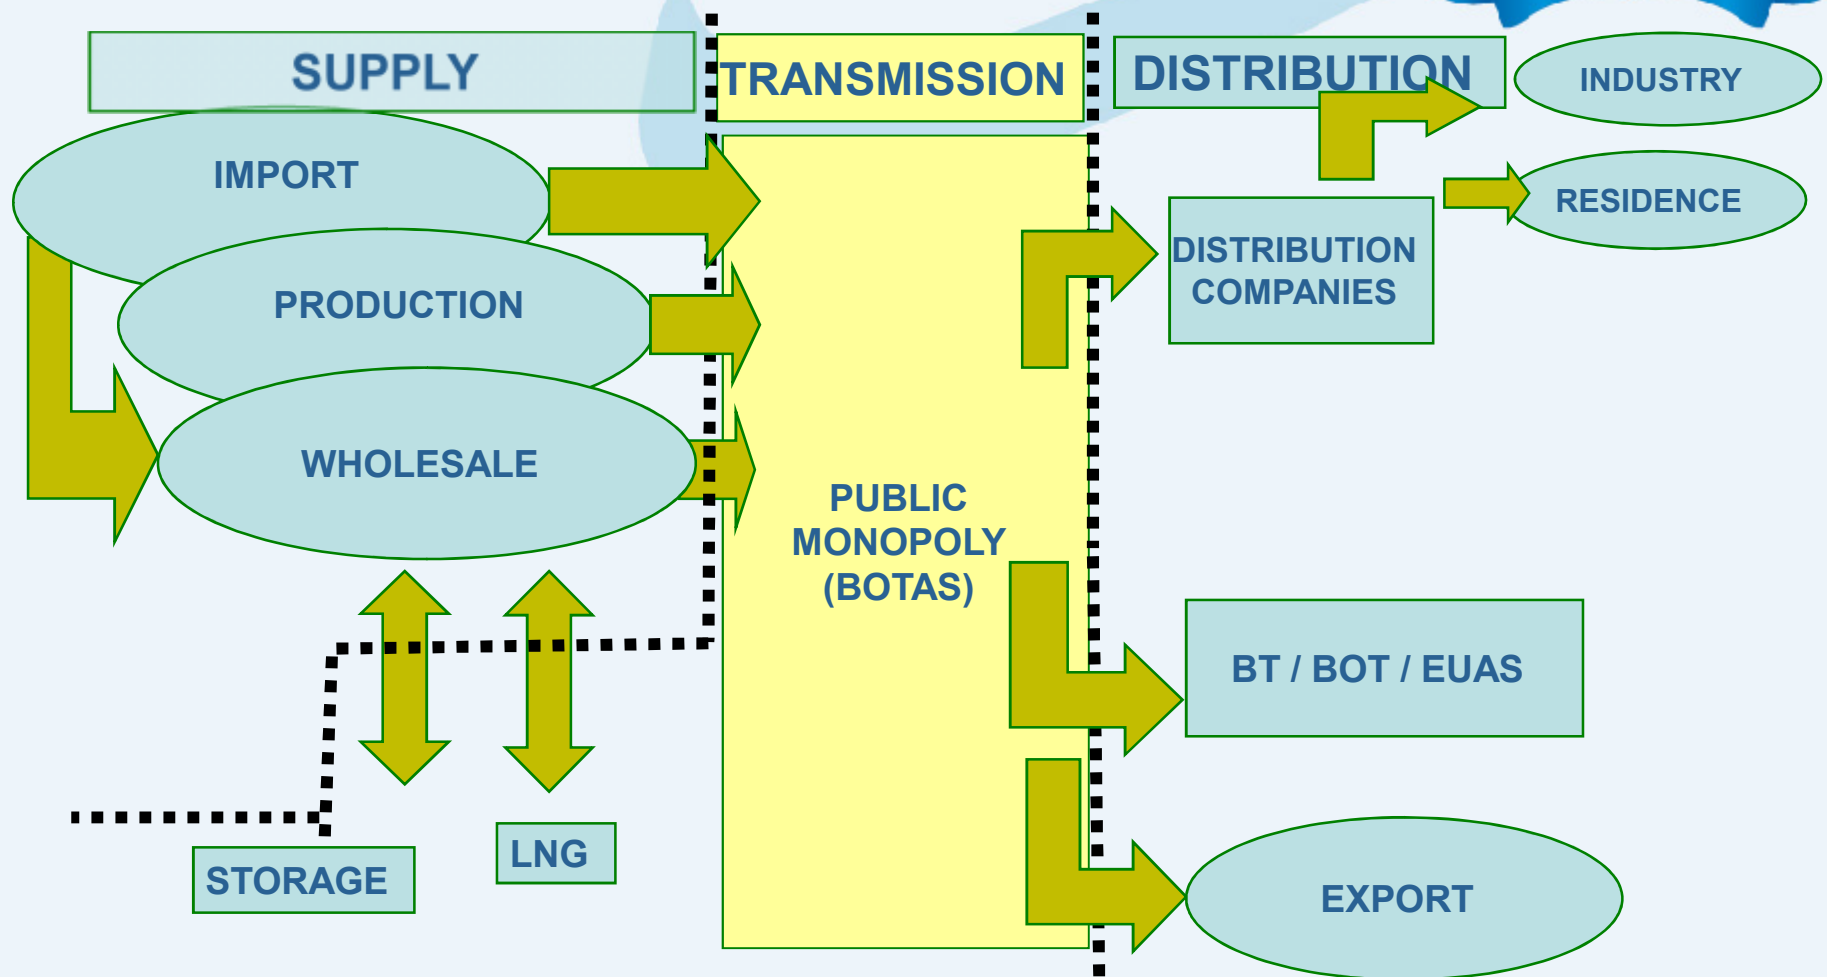 SUPPLY
TRANSMISSION
DISTRIBUTION
INDUSTRY
IMPORT
RESIDENCE
PRODUCTION
DISTRIBUTION
COMPANIES
WHOLESALE
PUBLIC
MONOPOLY
(BOTAS)
BT / BOT / EUAS
STORAGE
LNG
EXPORT